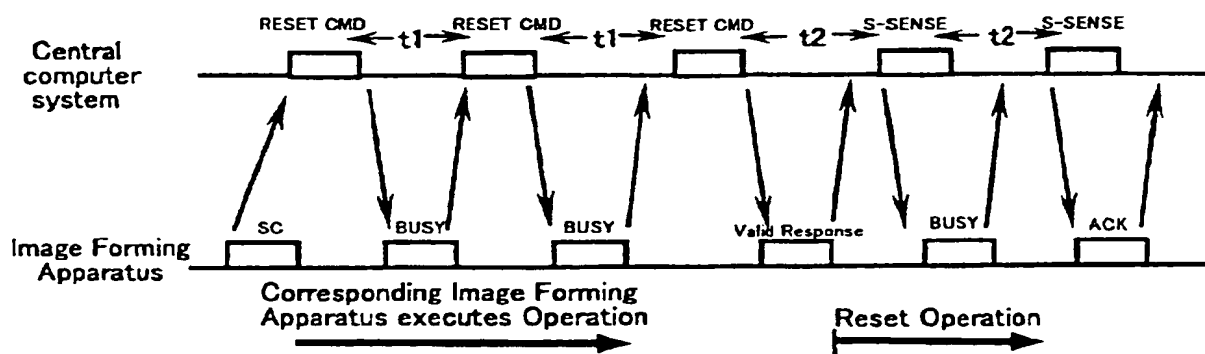 RESET CMD RESET CMD RESET CMD S-SENSE S-SENSE
t1 t1 t2 t2
Central
computer
system
SC BUSY BUSY Valid Response BUSY ACK
Image Forming
Apparatus
Corresponding Image Forming
Apparatus executes Operation
Reset Operation